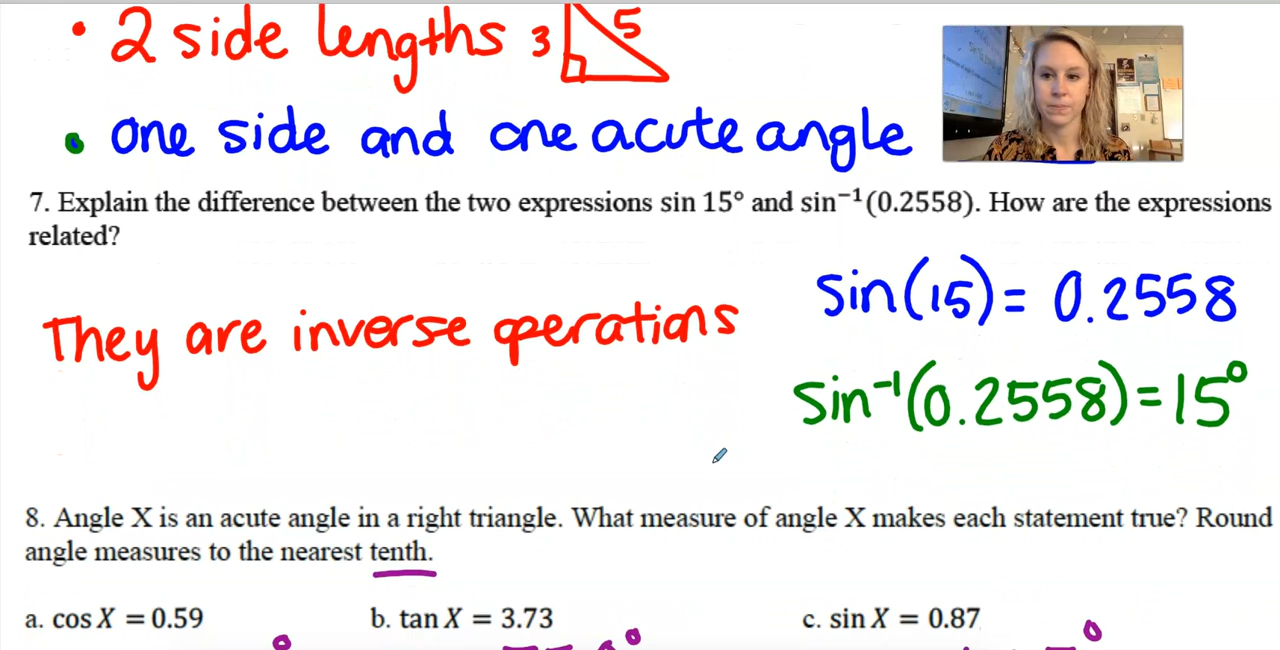 • 2 side lengths 3 5
• one side and one acute angle
7. Explain the difference between the two expressions sin 15° and sin⁻¹(0.2558). How are the expressions
related?
sin(15) = 0.2558
They are inverse operations
sin⁻¹(0.2558) = 15°
8. Angle X is an acute angle in a right triangle. What measure of angle X makes each statement true? Round
angle measures to the nearest tenth.
a. cos X = 0.59 b. tan X = 3.73 c. sin X = 0.87